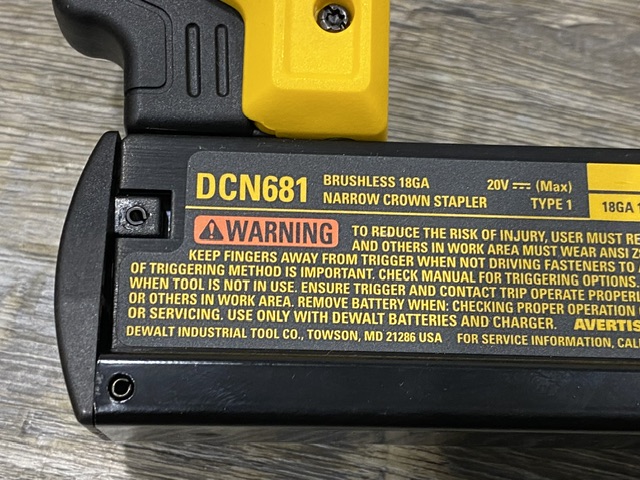 DCN681 BRUSHLESS 18GA 20V (Max)
NARROW CROWN STAPLER TYPE 1
18GA
WARNING TO REDUCE THE RISK OF INJURY, USER MUST
AND OTHERS IN WORK AREA MUST WEAR ANSI
KEEP FINGERS AWAY FROM TRIGGER WHEN NOT DRIVING FASTENERS TO
OF TRIGGERING METHOD IS IMPORTANT. CHECK MANUAL FOR TRIGGERING OPTIONS.
WHEN TOOL IS NOT IN USE. ENSURE TRIGGER AND CONTACT TRIP OPERATE
OR OTHERS IN WORK AREA. REMOVE BATTERY WHEN: CHECKING PROPER OPERATION
OR SERVICING. USE ONLY WITH DEWALT BATTERIES AND CHARGER.
DEWALT INDUSTRIAL TOOL CO., TOWSON, MD 21286 USA FOR SERVICE INFORMATION,